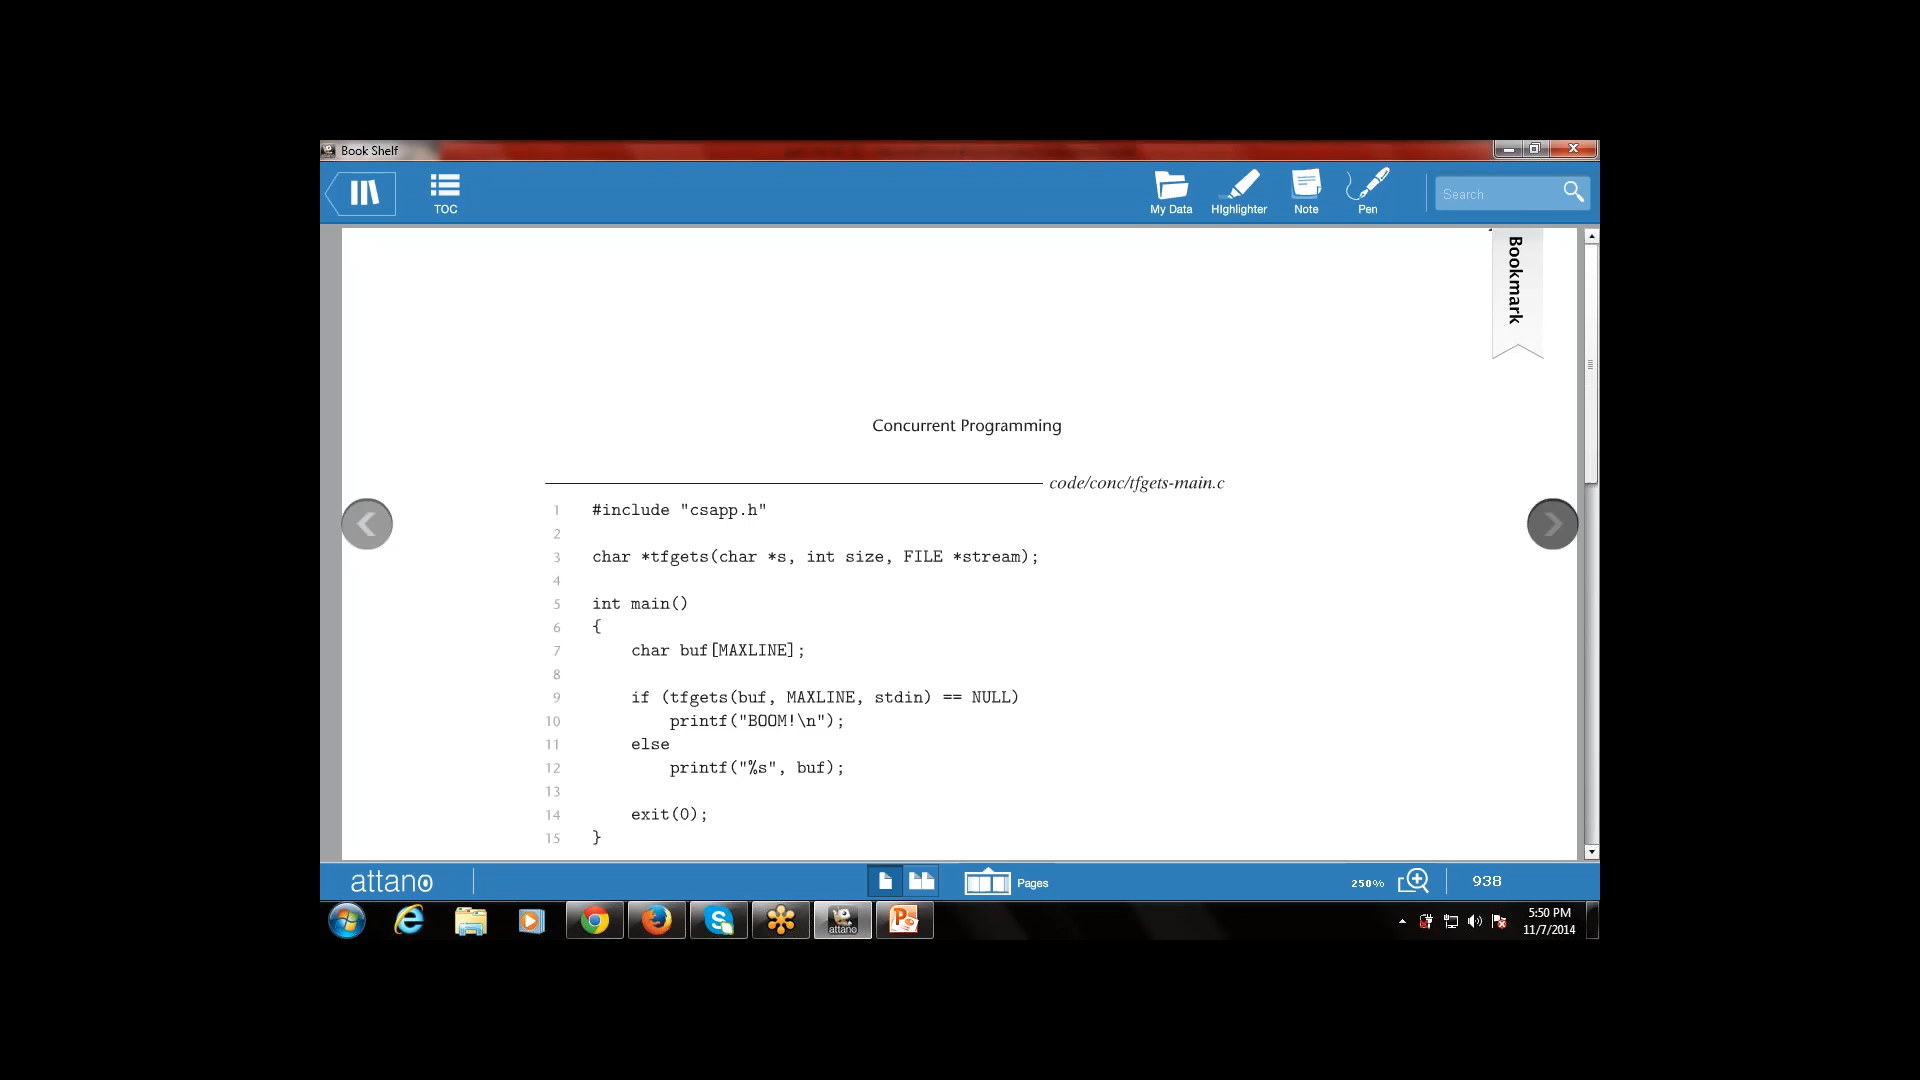 Book Shelf
TOC
My Data
HIghlighter
Note
Pen
Search
Bookmark
Concurrent Programming
code/conc/tfgets-main.c
1 #include "csapp.h"
2
3 char *tfgets(char *s, int size, FILE *stream);
4
5 int main()
6 {
7 char buf[MAXLINE];
8
9 if (tfgets(buf, MAXLINE, stdin) == NULL)
10 printf("BOOM!\n");
11 else
12 printf("%s", buf);
13
14 exit(0);
15 }
attano
Pages
250%
938
attano
5:50 PM
11/7/2014